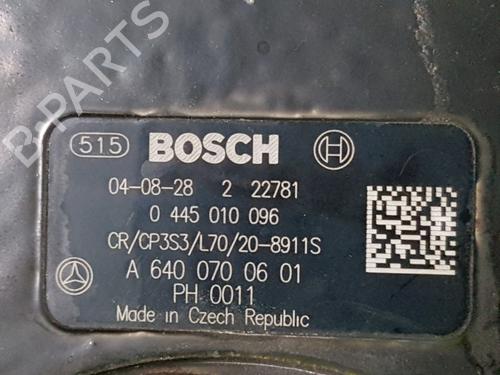 515 BOSCH
04-08-28 2 22781
0 445 010 096
CR/CP3S3/L70/20-8911S
A 640 070 06 01
PH 0011
Made in Czech Republic
B-PARTS